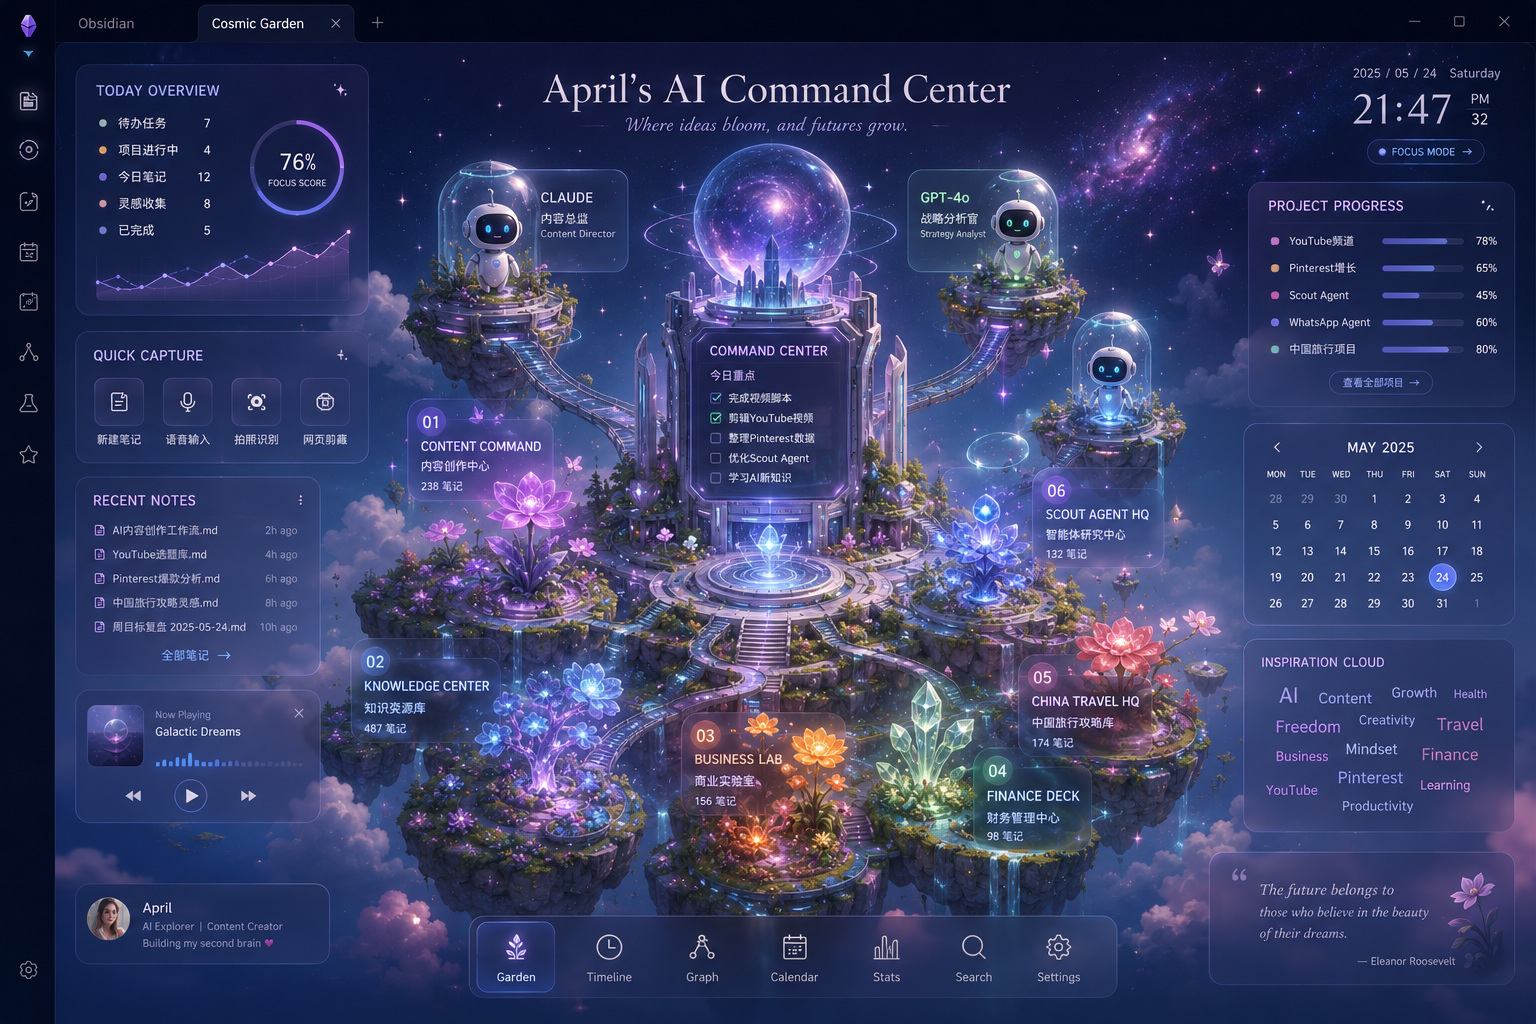 Obsidian
Cosmic Garden
April's AI Command Center
Where ideas bloom, and futures grow.
2025 / 05 / 24 Saturday
21:47 PM 32
FOCUS MODE →
TODAY OVERVIEW
待办任务 7
项目进行中 4
今日笔记 12
灵感收集 8
已完成 5
76%
FOCUS SCORE
QUICK CAPTURE
新建笔记
语音输入
拍照识别
网页剪藏
RECENT NOTES
AI内容创作工作流.md 2h ago
YouTube选题库.md 4h ago
Pinterest爆款分析.md 6h ago
中国旅行攻略灵感.md 8h ago
周目标复盘 2025-05-24.md 10h ago
全部笔记 →
Now Playing
Galactic Dreams
April
AI Explorer | Content Creator
Building my second brain 💜
CLAUDE
内容总监
Content Director
GPT-4o
战略分析官
Strategy Analyst
COMMAND CENTER
今日重点
完成视频脚本
剪辑YouTube视频
整理Pinterest数据
优化Scout Agent
学习AI新知识
01
CONTENT COMMAND
内容创作中心
238 笔记
02
KNOWLEDGE CENTER
知识资源库
487 笔记
03
BUSINESS LAB
商业实验室
156 笔记
04
FINANCE DECK
财务管理中心
98 笔记
05
CHINA TRAVEL HQ
中国旅行攻略库
174 笔记
06
SCOUT AGENT HQ
智能体研究中心
132 笔记
PROJECT PROGRESS
YouTube频道 78%
Pinterest增长 65%
Scout Agent 45%
WhatsApp Agent 60%
中国旅行项目 80%
查看全部项目 →
MAY 2025
MON TUE WED THU FRI SAT SUN
28 29 30 1 2 3 4
5 6 7 8 9 10 11
12 13 14 15 16 17 18
19 20 21 22 23 24 25
26 27 28 29 30 31 1
INSPIRATION CLOUD
AI Content Growth Health
Freedom Creativity Travel
Business Mindset Finance
YouTube Pinterest Learning
Productivity
“ The future belongs to
those who believe in the beauty
of their dreams.
— Eleanor Roosevelt
Garden
Timeline
Graph
Calendar
Stats
Search
Settings